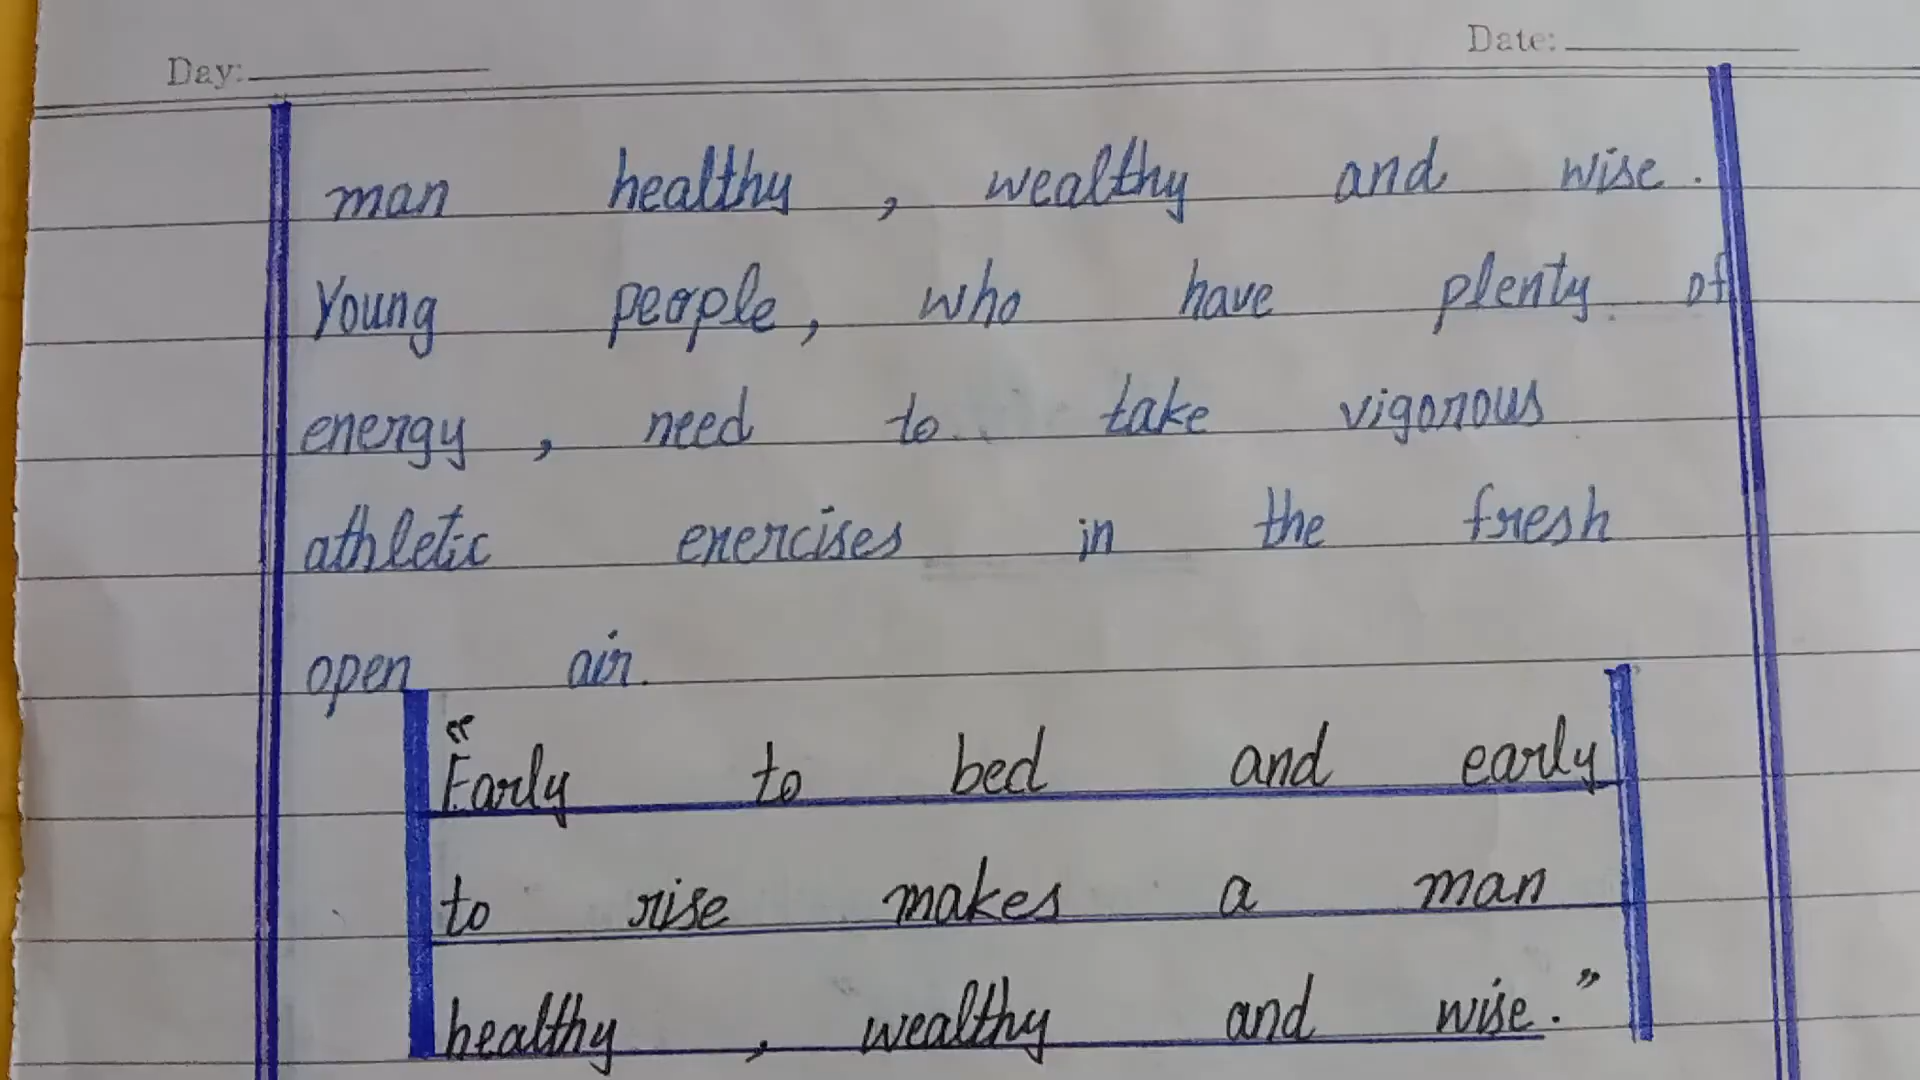 Day:
Date:
man healthy, wealthy and wise.
Young people, who have plenty of
energy, need to take vigorous
athletic exercises in the fresh
open air.
"Early to bed and early
to rise makes a man
healthy, wealthy and wise."